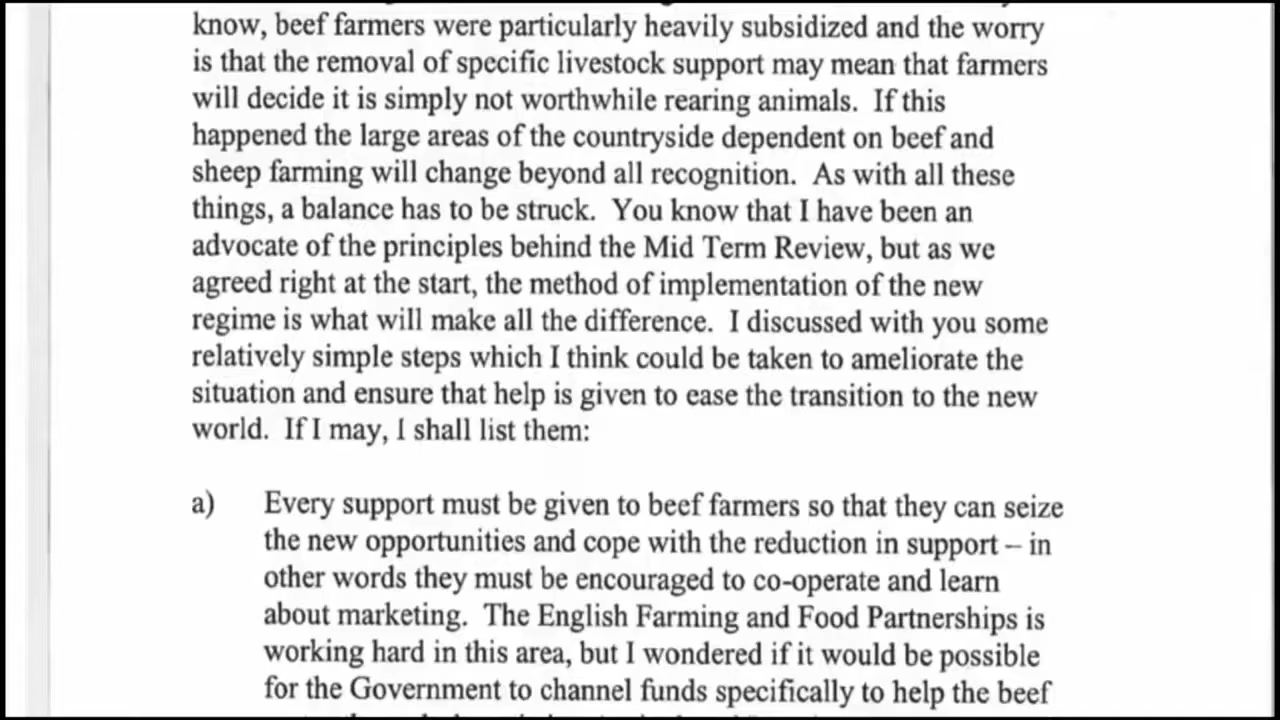 know, beef farmers were particularly heavily subsidized and the worry
is that the removal of specific livestock support may mean that farmers
will decide it is simply not worthwhile rearing animals. If this
happened the large areas of the countryside dependent on beef and
sheep farming will change beyond all recognition. As with all these
things, a balance has to be struck. You know that I have been an
advocate of the principles behind the Mid Term Review, but as we
agreed right at the start, the method of implementation of the new
regime is what will make all the difference. I discussed with you some
relatively simple steps which I think could be taken to ameliorate the
situation and ensure that help is given to ease the transition to the new
world. If I may, I shall list them:
a) Every support must be given to beef farmers so that they can seize
the new opportunities and cope with the reduction in support – in
other words they must be encouraged to co-operate and learn
about marketing. The English Farming and Food Partnerships is
working hard in this area, but I wondered if it would be possible
for the Government to channel funds specifically to help the beef